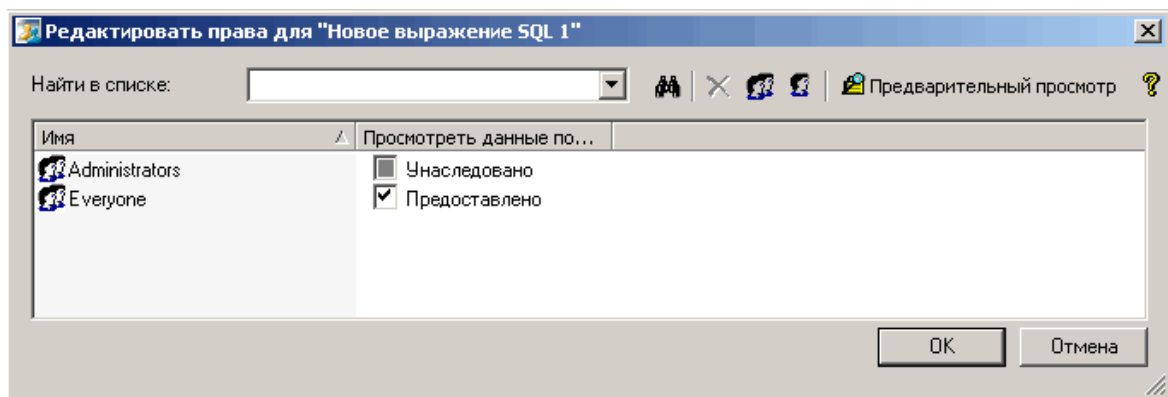 Редактировать права для "Новое выражение SQL 1"
Найти в списке: Предварительный просмотр
Имя Просмотреть данные по...
Administrators Унаследовано
Everyone Предоставлено
OK Отмена